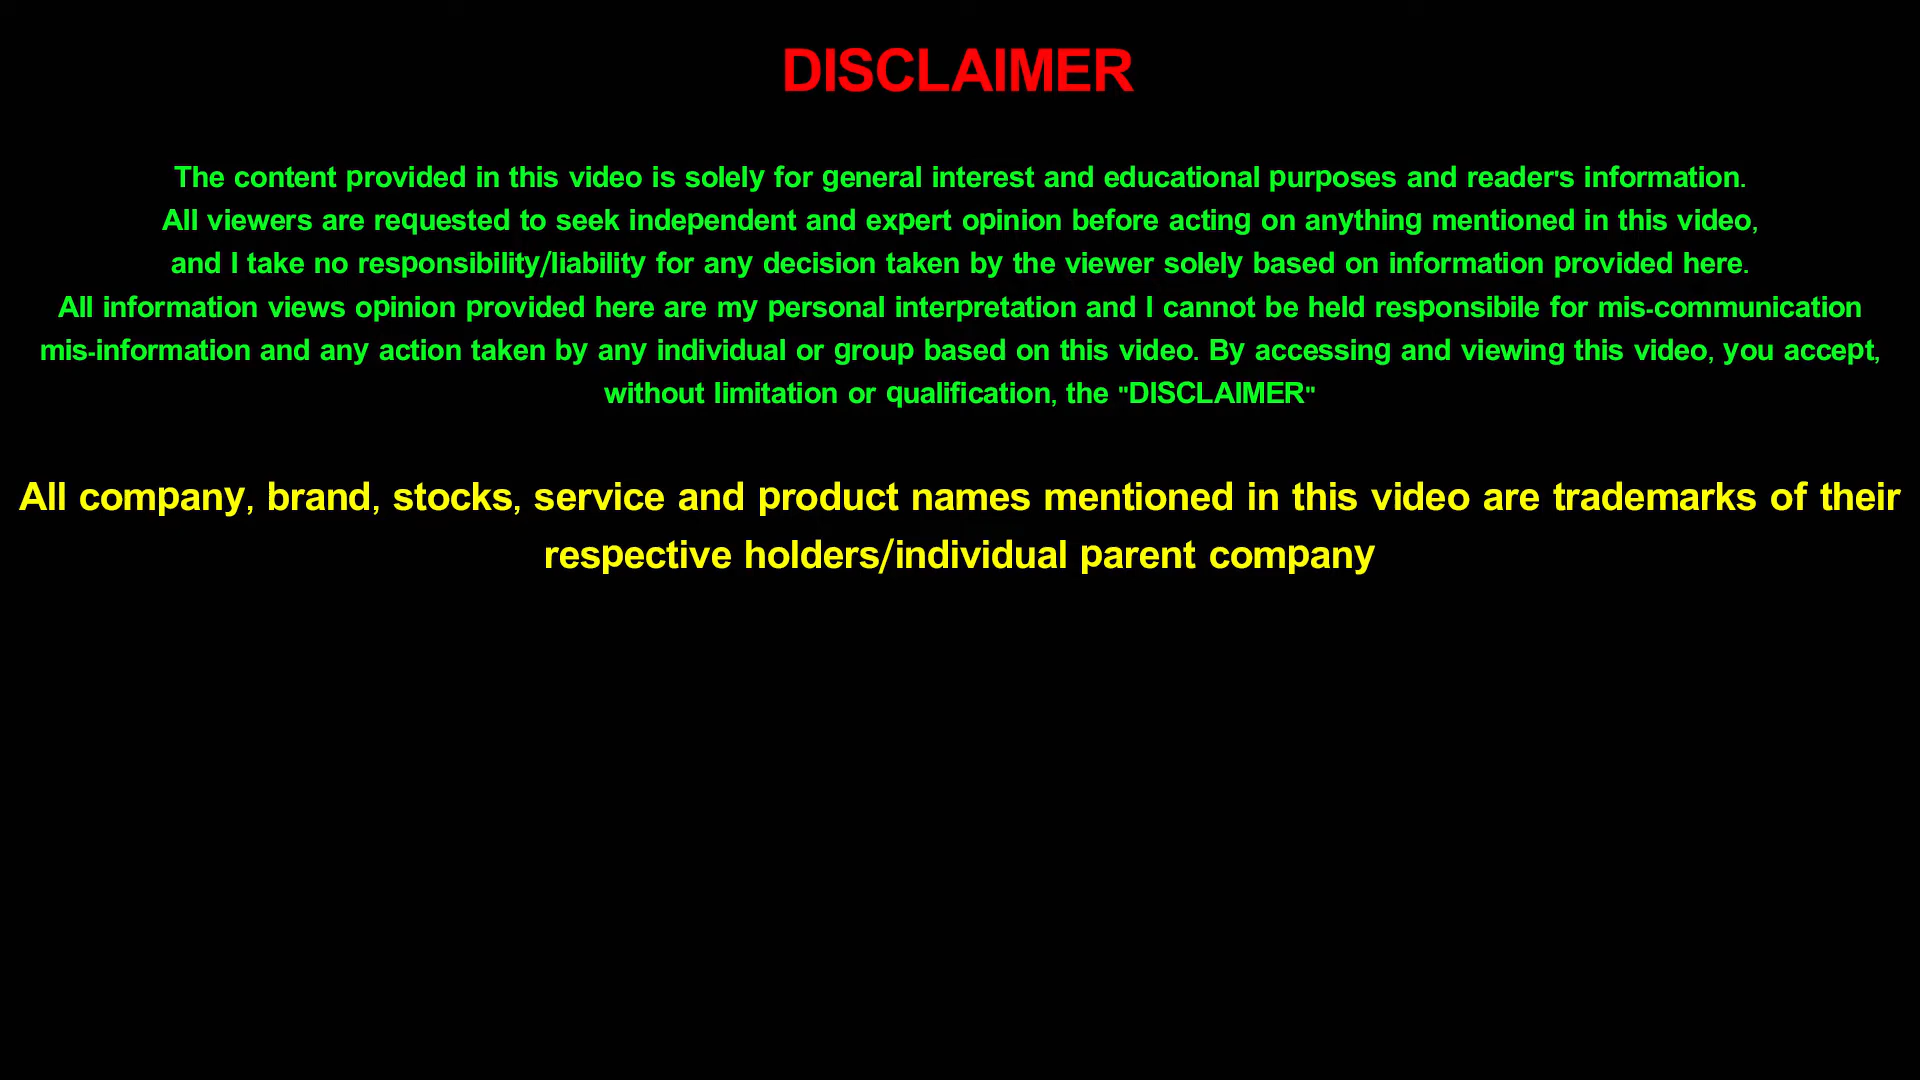 DISCLAIMER
The content provided in this video is solely for general interest and educational purposes and reader's information.
All viewers are requested to seek independent and expert opinion before acting on anything mentioned in this video,
and I take no responsibility/liability for any decision taken by the viewer solely based on information provided here.
All information views opinion provided here are my personal interpretation and I cannot be held responsibile for mis-communication
mis-information and any action taken by any individual or group based on this video. By accessing and viewing this video, you accept,
without limitation or qualification, the "DISCLAIMER"
All company, brand, stocks, service and product names mentioned in this video are trademarks of their
respective holders/individual parent company